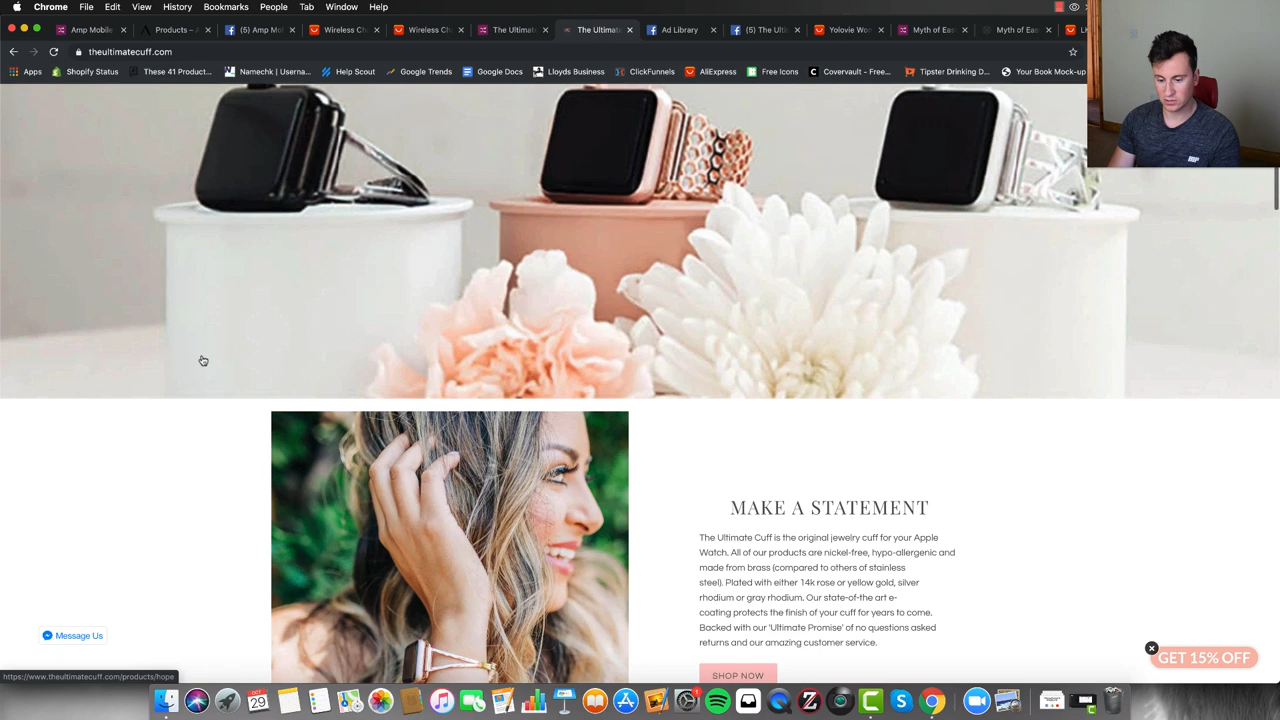 Chrome File Edit View History Bookmarks People Tab Window Help
Amp Mobile Products – A (5) Amp Mo Wireless Ch Wireless Ch The Ultimate The Ultimat Ad Library (5) The Ulti Yolovie Wo Myth of Eas Myth of Eas
theultimatecuff.com
Apps Shopify Status These 41 Product... Namechk | Userna... Help Scout Google Trends Google Docs Lloyds Business ClickFunnels AliExpress Free Icons Covervault - Free... Tipster Drinking D... Your Book Mock-up
MAKE A STATEMENT
The Ultimate Cuff is the original jewelry cuff for your Apple
Watch. All of our products are nickel-free, hypo-allergenic and
made from brass (compared to others of stainless
steel). Plated with either 14k rose or yellow gold, silver
rhodium or gray rhodium. Our state-of-the art e-
coating protects the finish of your cuff for years to come.
Backed with our 'Ultimate Promise' of no questions asked
returns and our amazing customer service.
Message Us
GET 15% OFF
SHOP NOW
https://www.theultimatecuff.com/products/hope
OCT
29